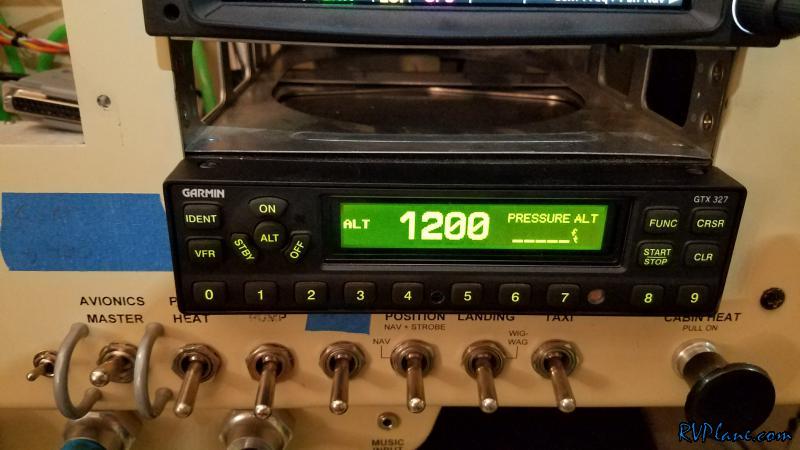 GARMIN
GTX 327
IDENT
ON
ALT
1200
PRESSURE ALT
FUNC
CRSR
VFR
STBY
ALT
OFF
START
STOP
CLR
0 1 2 3 4 5 6 7 8 9
AVIONICS
MASTER
HEAT
POSITION
NAV + STROBE
NAV
LANDING
WIG-
WAG
TAXI
CABIN HEAT
PULL ON
MUSIC
INPUT
RVPlane.com